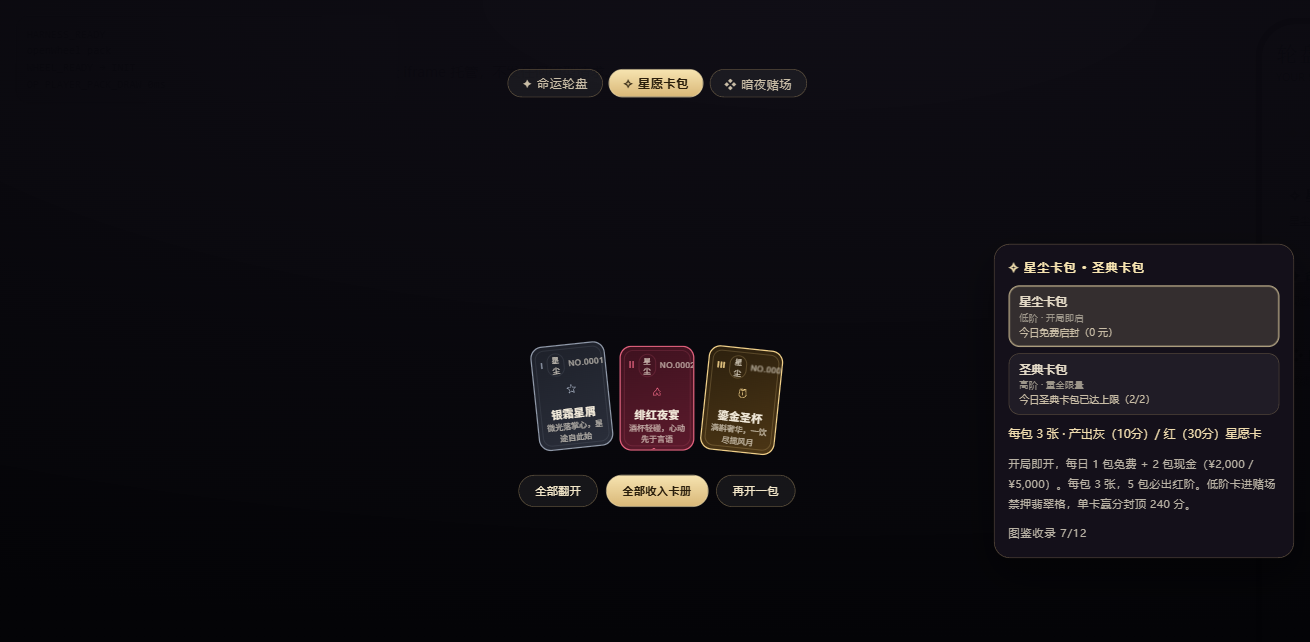 ✦ 命运轮盘
✧ 星愿卡包
❖ 暗夜赌场
I 星尘 NO.0001
☆
银霜星屑
微光落掌心，星
途自此始
II 星尘 NO.0002
绯红夜宴
酒杯轻碰，心动
先于言语
III 星尘 NO.000
鎏金圣杯
满斟奢华，一饮
尽揽风月
全部翻开
全部收入卡册
再开一包
✧ 星尘卡包 · 圣典卡包
星尘卡包
低阶 · 开局即启
今日免费启封（0 元）
圣典卡包
高阶 · 重金限量
今日圣典卡包已达上限（2/2）
每包 3 张 · 产出灰（10分）/ 红（30分）星愿卡
开局即开，每日 1 包免费 + 2 包现金（¥2,000 /
¥5,000）。每包 3 张，5 包必出红阶。低阶卡进赌场
禁押翡翠格，单卡赢分封顶 240 分。
图鉴收录 7/12